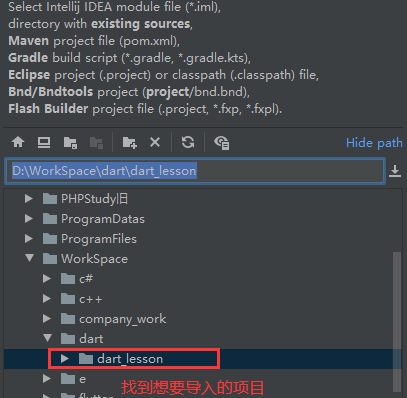 Select Intellij IDEA module file (*.iml),
directory with existing sources,
Maven project file (pom.xml),
Gradle build script (*.gradle, *.gradle.kts),
Eclipse project (.project) or classpath (.classpath) file,
Bnd/Bndtools project (project/bnd.bnd),
Flash Builder project file (.project, *.fxp, *.fxpl).
Hide path
D:\WorkSpace\dart\dart_lesson
PHPStudy旧
ProgramDatas
ProgramFiles
WorkSpace
c#
c++
company_work
dart
dart_lesson
e
找到想要导入的项目
flutter